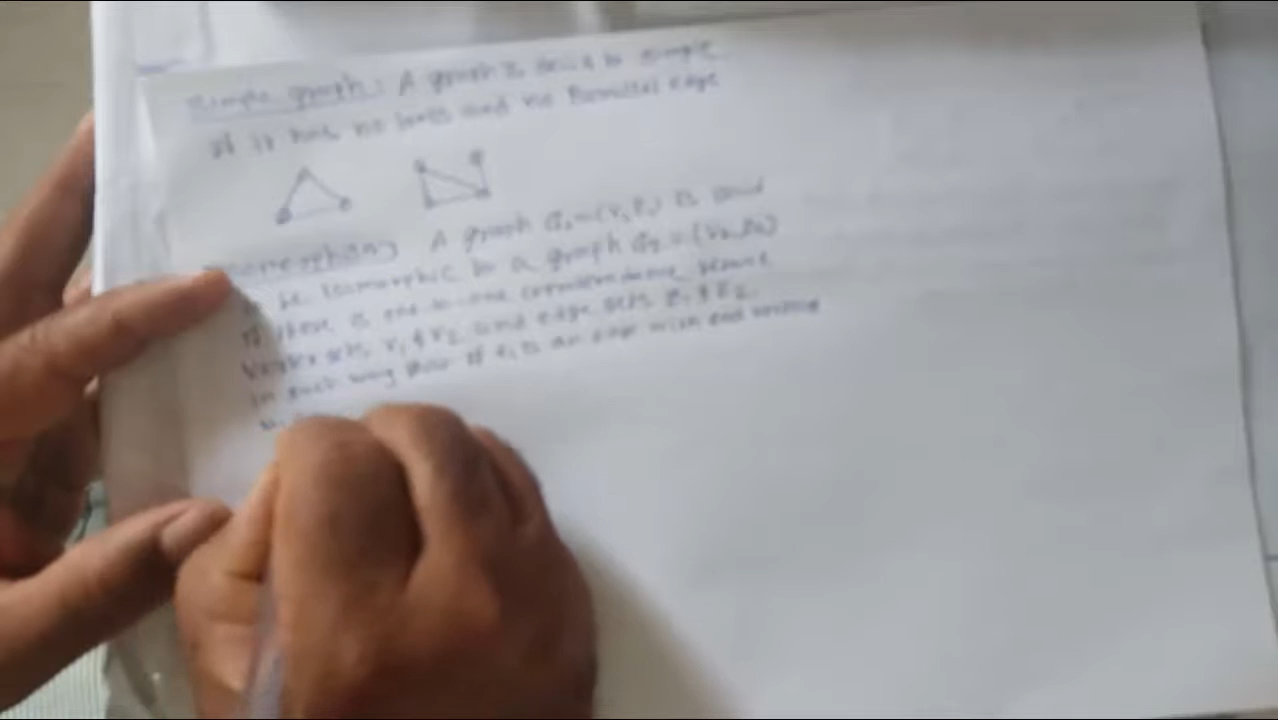 Simple graph: A graph is said to be simple
if it has no loops and no Parallel edge
Isomorphism A graph G₁=(V₁,E₁) is said
to be isomorphic to a graph G₂=(V₂,E₂)
if there is one to one correspondence between
Vertex sets V₁ & V₂ and edge sets E₁ & E₂
in such way that if e₁ is an edge with end vertices